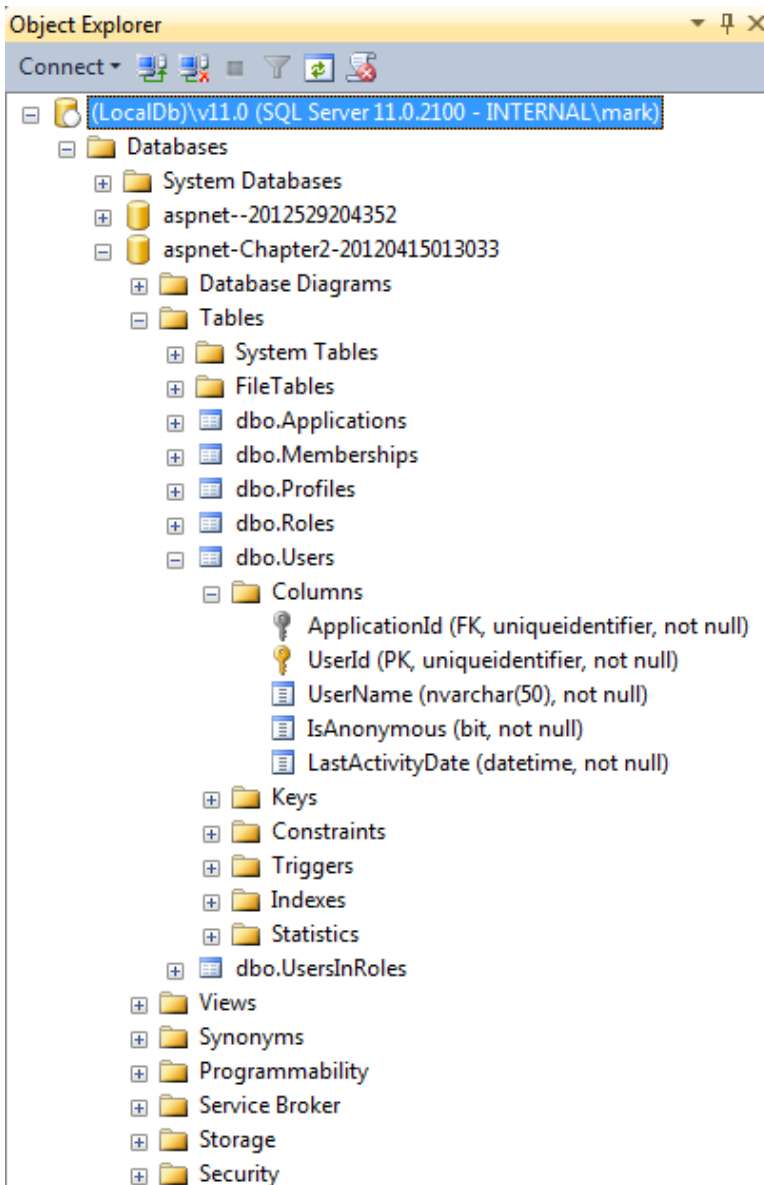 Object Explorer
Connect
(LocalDb)\v11.0 (SQL Server 11.0.2100 - INTERNAL\mark)
Databases
System Databases
aspnet--2012529204352
aspnet-Chapter2-20120415013033
Database Diagrams
Tables
System Tables
FileTables
dbo.Applications
dbo.Memberships
dbo.Profiles
dbo.Roles
dbo.Users
Columns
ApplicationId (FK, uniqueidentifier, not null)
UserId (PK, uniqueidentifier, not null)
UserName (nvarchar(50), not null)
IsAnonymous (bit, not null)
LastActivityDate (datetime, not null)
Keys
Constraints
Triggers
Indexes
Statistics
dbo.UsersInRoles
Views
Synonyms
Programmability
Service Broker
Storage
Security